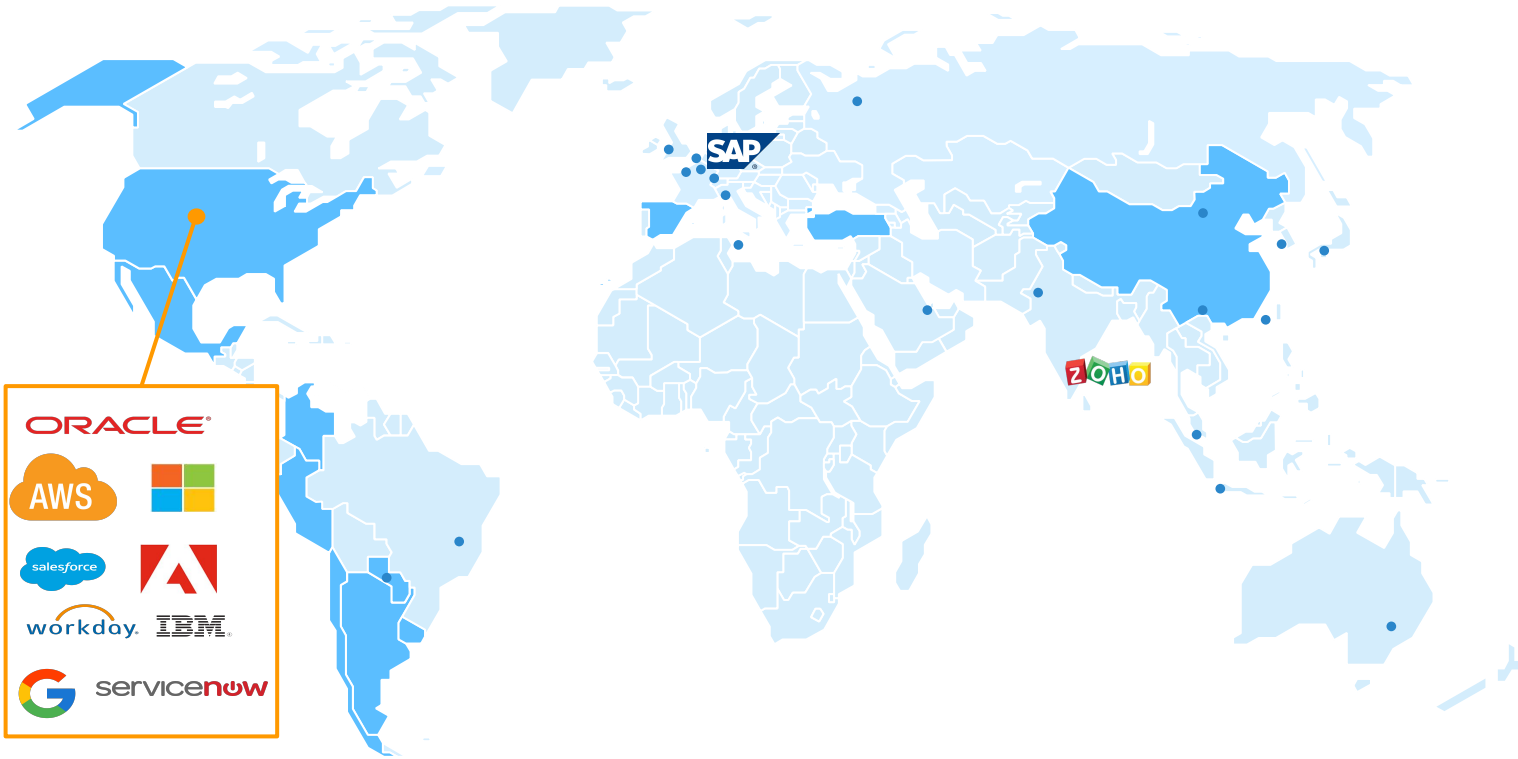 SAP®
ZOHO
ORACLE®
AWS
salesforce
workday®
IBM®
servicenow